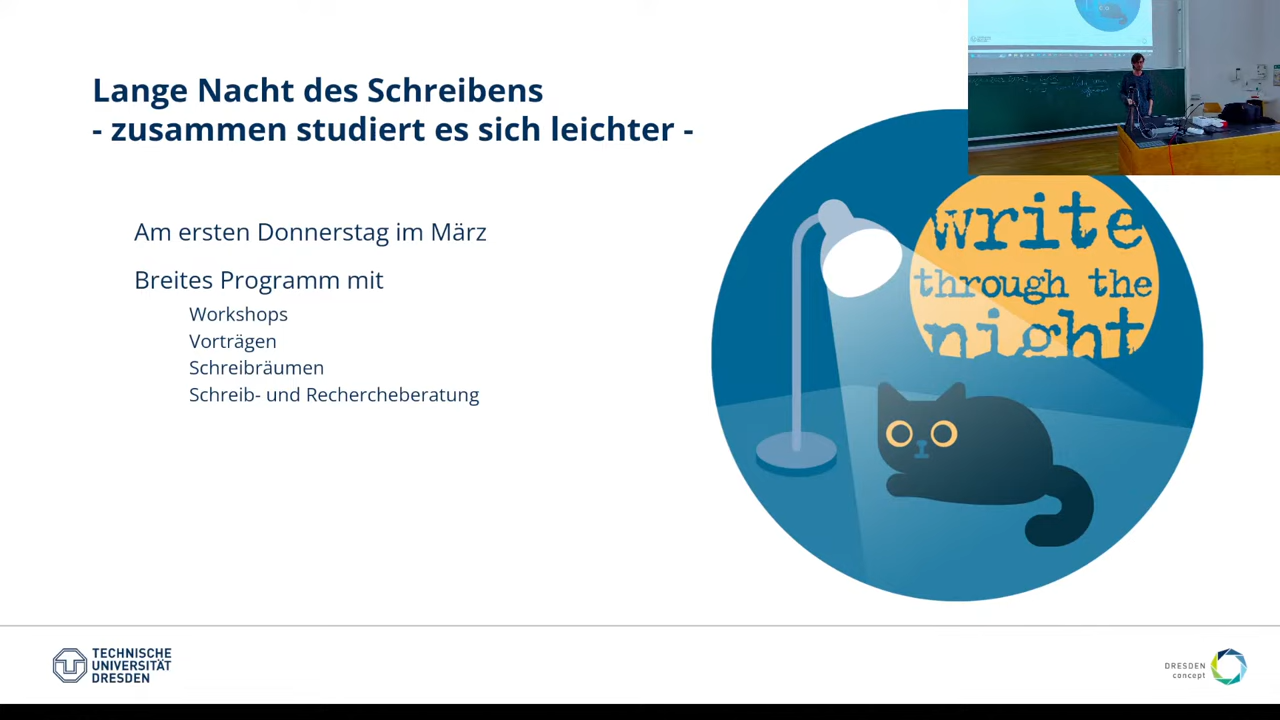 Lange Nacht des Schreibens
- zusammen studiert es sich leichter -
Am ersten Donnerstag im März
Breites Programm mit
Workshops
Vorträgen
Schreibräumen
Schreib- und Rechercheberatung
write
through the
night
TECHNISCHE
UNIVERSITÄT
DRESDEN
DRESDEN
concept